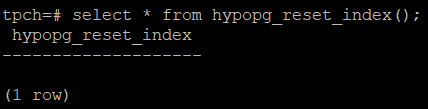 tpch=# select * from hypopg_reset_index();
 hypopg_reset_index
--------------------
(1 row)